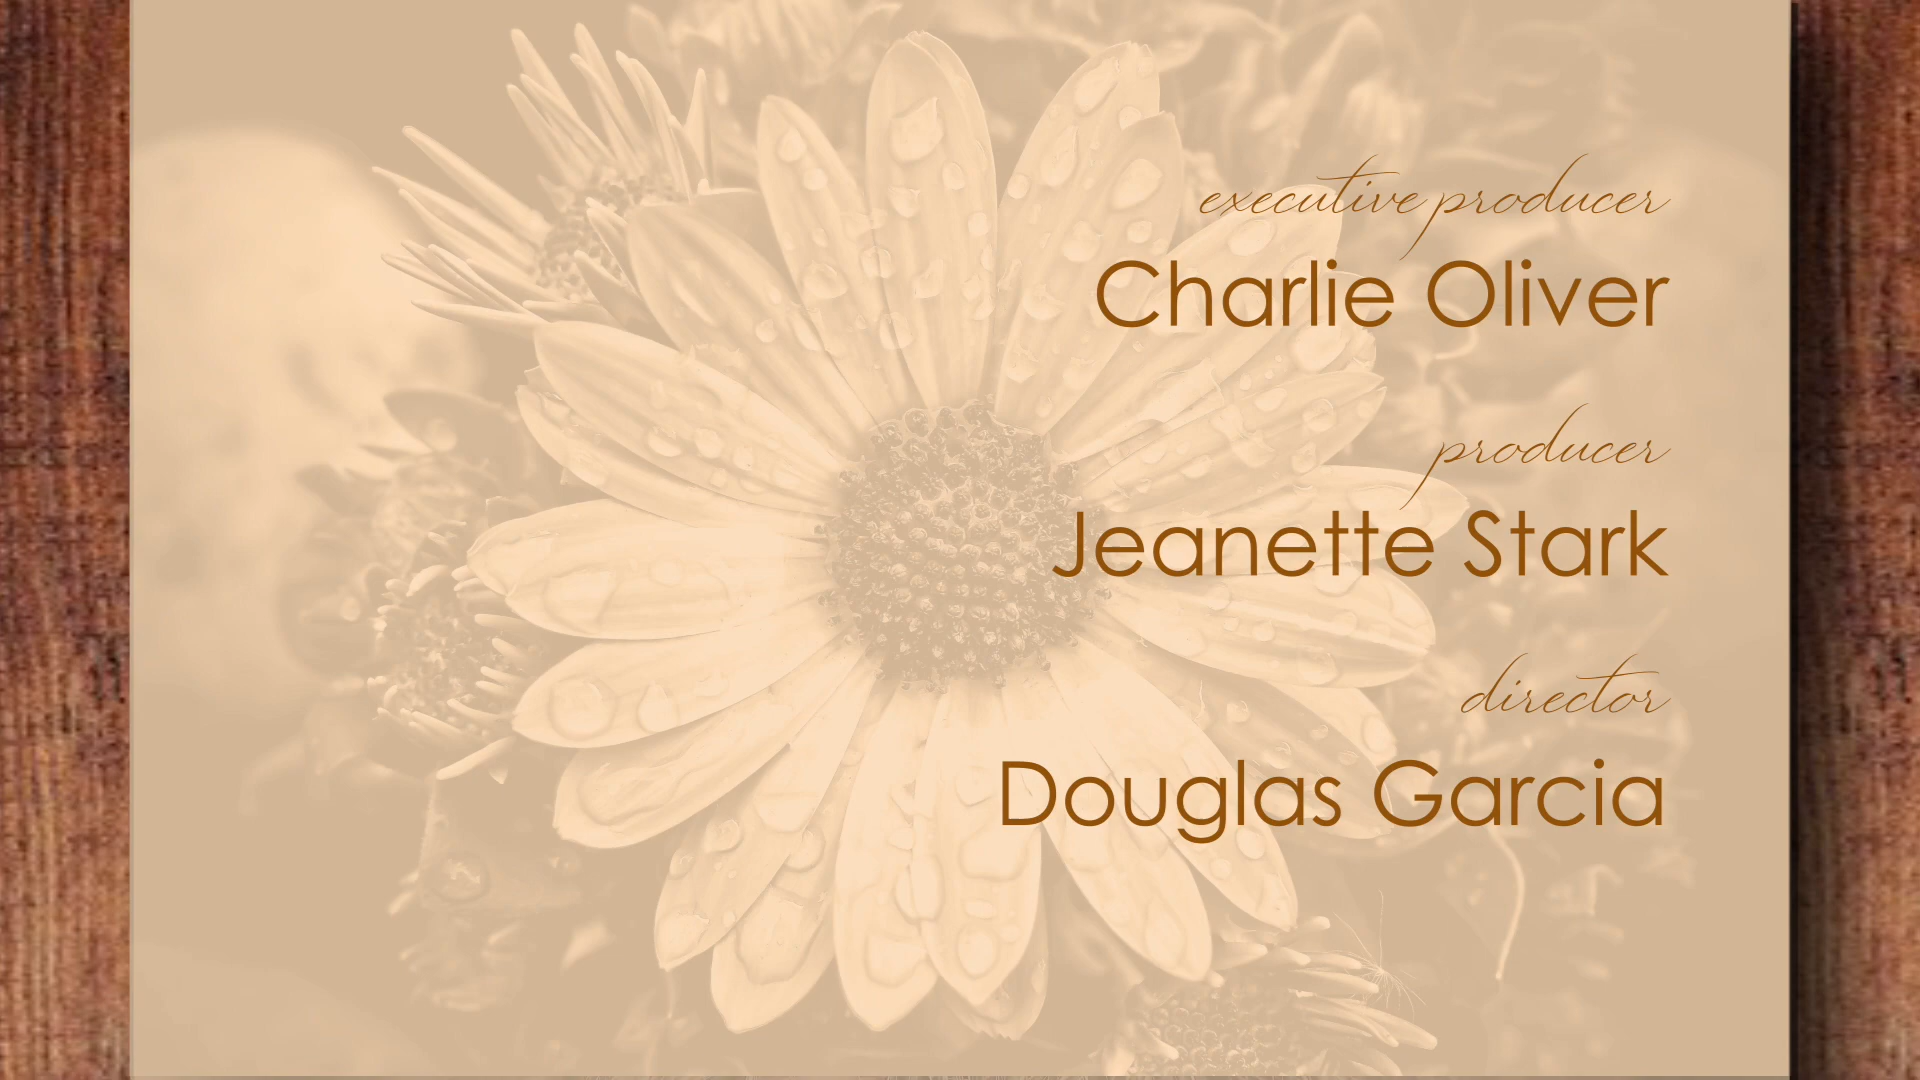 executive producer
Charlie Oliver
producer
Jeanette Stark
director
Douglas Garcia